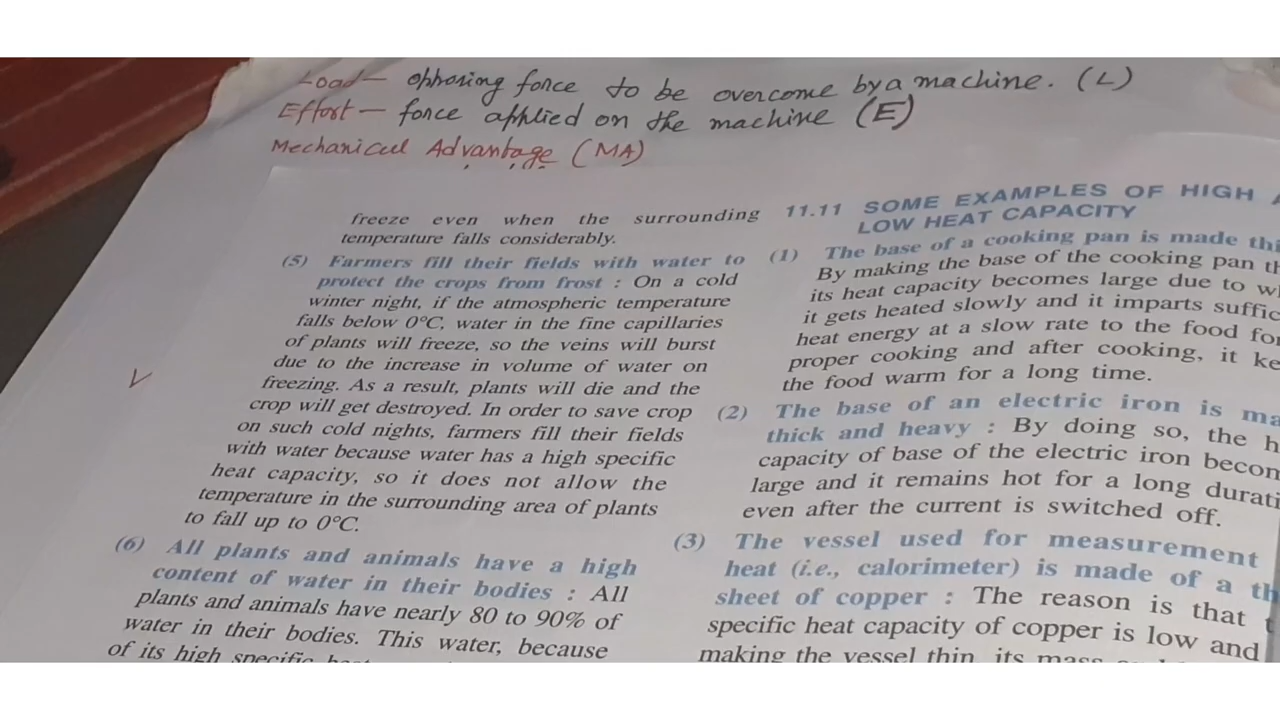 Load — opposing force to be overcome by a machine. (L)
Effort — force applied on the machine (E)
Mechanical Advantage (MA)
freeze even when the surrounding
temperature falls considerably.
(5) Farmers fill their fields with water to
protect the crops from frost : On a cold
winter night, if the atmospheric temperature
falls below 0°C, water in the fine capillaries
of plants will freeze, so the veins will burst
due to the increase in volume of water on
freezing. As a result, plants will die and the
crop will get destroyed. In order to save crop
on such cold nights, farmers fill their fields
with water because water has a high specific
heat capacity, so it does not allow the
temperature in the surrounding area of plants
to fall up to 0°C.
(6) All plants and animals have a high
content of water in their bodies : All
plants and animals have nearly 80 to 90% of
water in their bodies. This water, because
of its high specific
11.11 SOME EXAMPLES OF HIGH
LOW HEAT CAPACITY
(1) The base of a cooking pan is made
By making the base of the cooking pan
its heat capacity becomes large due to
it gets heated slowly and it imparts
heat energy at a slow rate to the food
proper cooking and after cooking, it
the food warm for a long time.
(2) The base of an electric iron is
thick and heavy : By doing so, the
capacity of base of the electric iron
large and it remains hot for a long
even after the current is switched off.
(3) The vessel used for measurement
heat (i.e., calorimeter) is made of a
sheet of copper : The reason is that
specific heat capacity of copper is low and
making the vessel thin, its mass